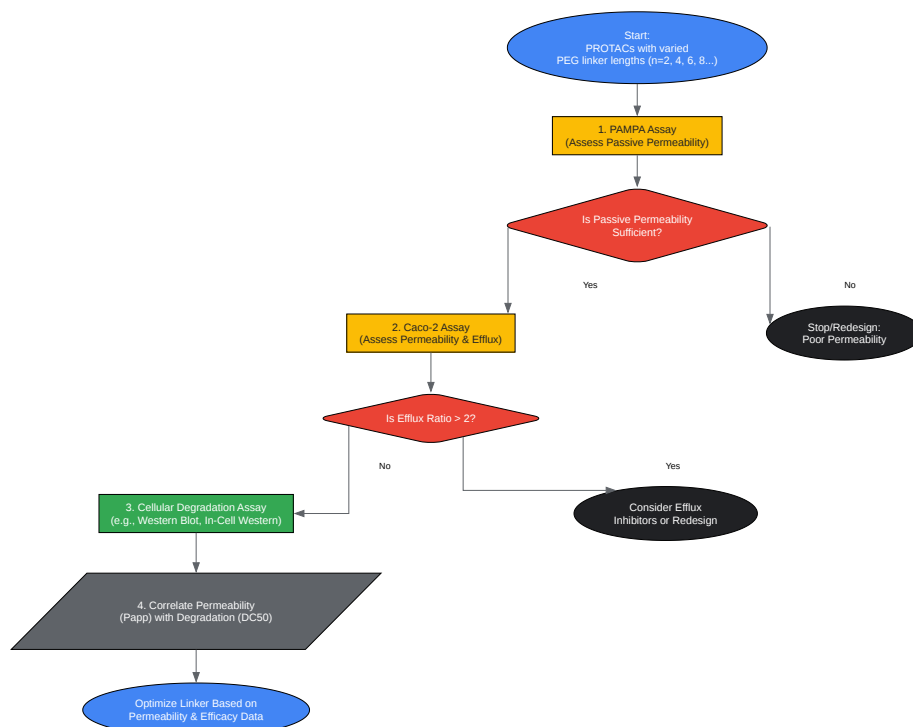 Start:
PROTACs with varied
PEG linker lengths (n=2, 4, 6, 8...)
1. PAMPA Assay
(Assess Passive Permeability)
Is Passive Permeability
Sufficient?
Yes
No
2. Caco-2 Assay
(Assess Permeability & Efflux)
Stop/Redesign:
Poor Permeability
Is Efflux Ratio > 2?
No
Yes
3. Cellular Degradation Assay
(e.g., Western Blot, In-Cell Western)
Consider Efflux
Inhibitors or Redesign
4. Correlate Permeability
(Papp) with Degradation (DC50)
Optimize Linker Based on
Permeability & Efficacy Data